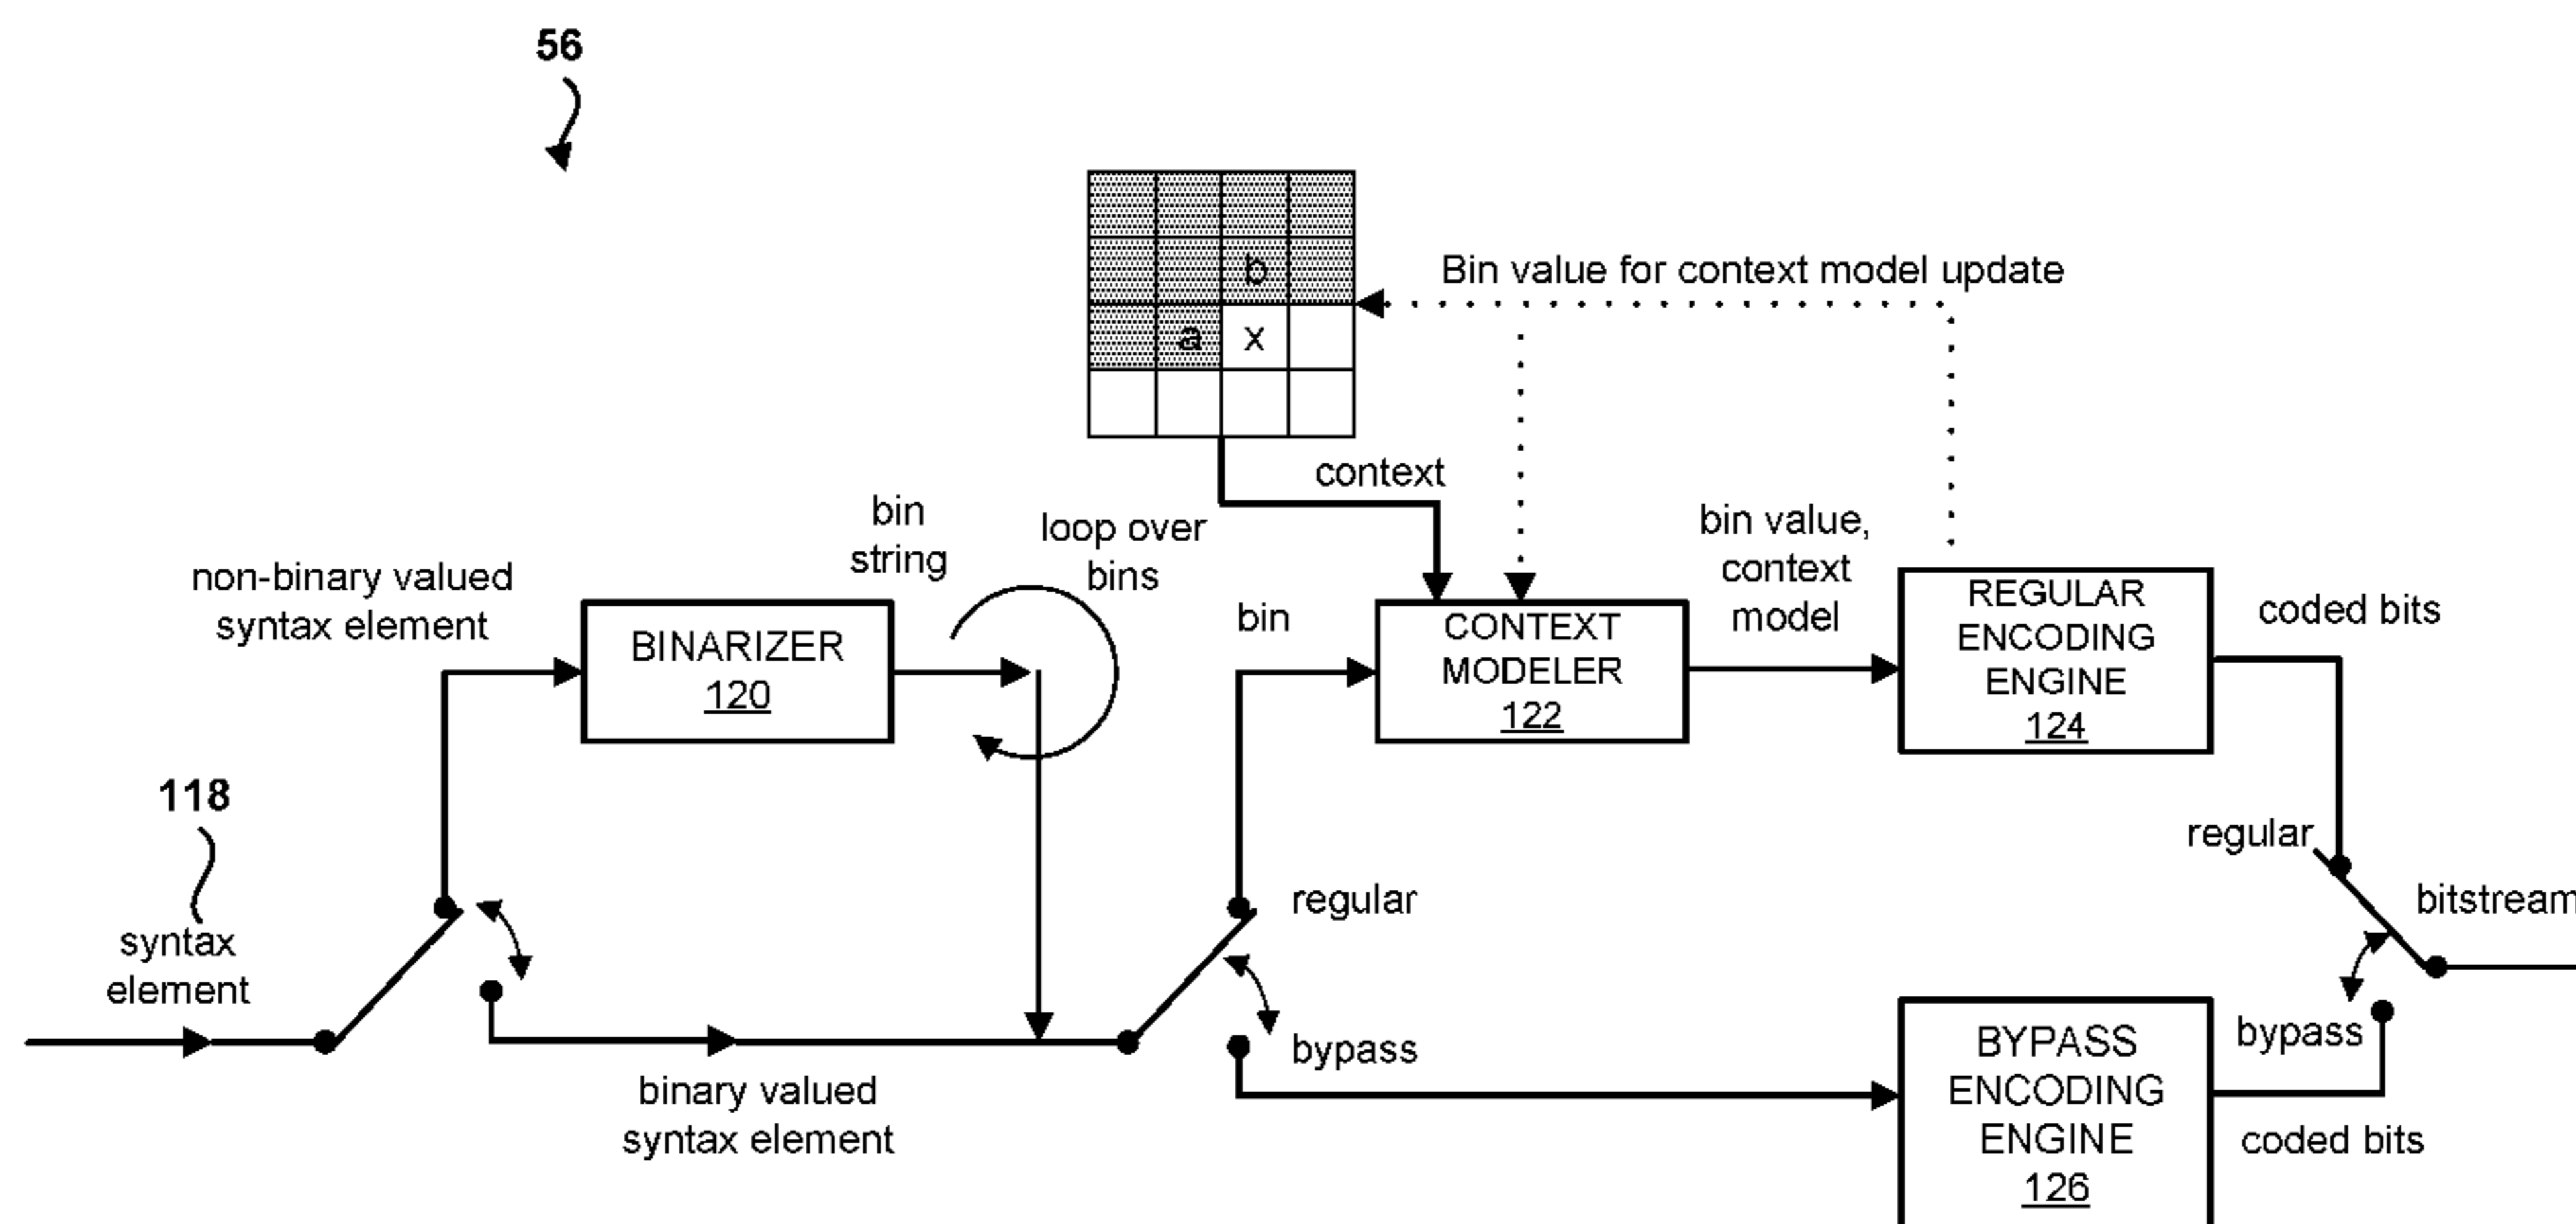 56
b
Bin value for context model update
a
x
context
bin
string
loop over
bins
bin value,
context
model
non-binary valued
syntax element
BINARIZER
120
bin
CONTEXT
MODELER
122
REGULAR
ENCODING
ENGINE
124
coded bits
118
syntax
element
regular
regular
bitstream
bypass
bypass
binary valued
syntax element
BYPASS
ENCODING
ENGINE
126
coded bits